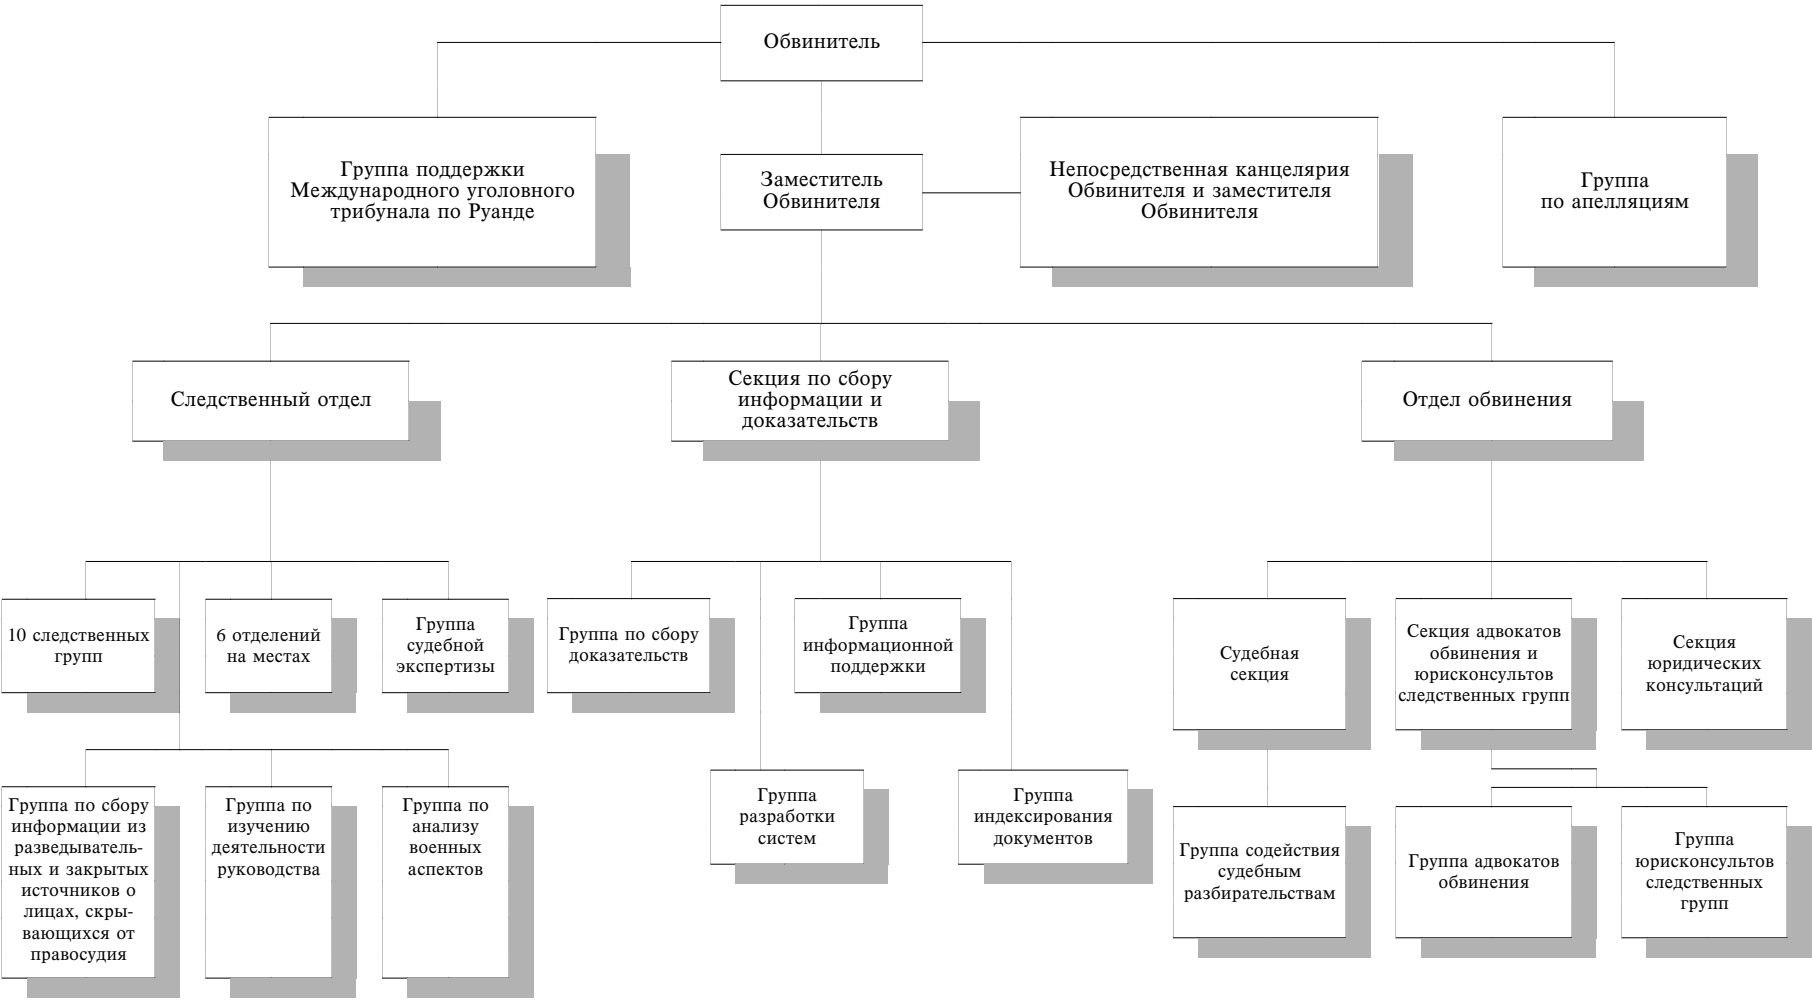 Обвинитель
Группа поддержки
Международного уголовного
трибунала по Руанде
Заместитель
Обвинителя
Непосредственная канцелярия
Обвинителя и заместителя
Обвинителя
Группа
по апелляциям
Следственный отдел
Секция по сбору
информации и
доказательств
Отдел обвинения
10 следственных
групп
6 отделений
на местах
Группа
судебной
экспертизы
Группа по сбору
доказательств
Группа
информационной
поддержки
Судебная
секция
Секция адвокатов
обвинения и
юрисконсультов
следственных групп
Секция
юридических
консультаций
Группа по сбору
информации из
разведыватель-
ных и закрытых
источников о
лицах, скры-
вающихся от
правосудия
Группа по
изучению
деятельности
руководства
Группа по
анализу
военных
аспектов
Группа
разработки
систем
Группа
индексирования
документов
Группа содействия
судебным
разбирательствам
Группа адвокатов
обвинения
Группа
юрисконсультов
следственных
групп